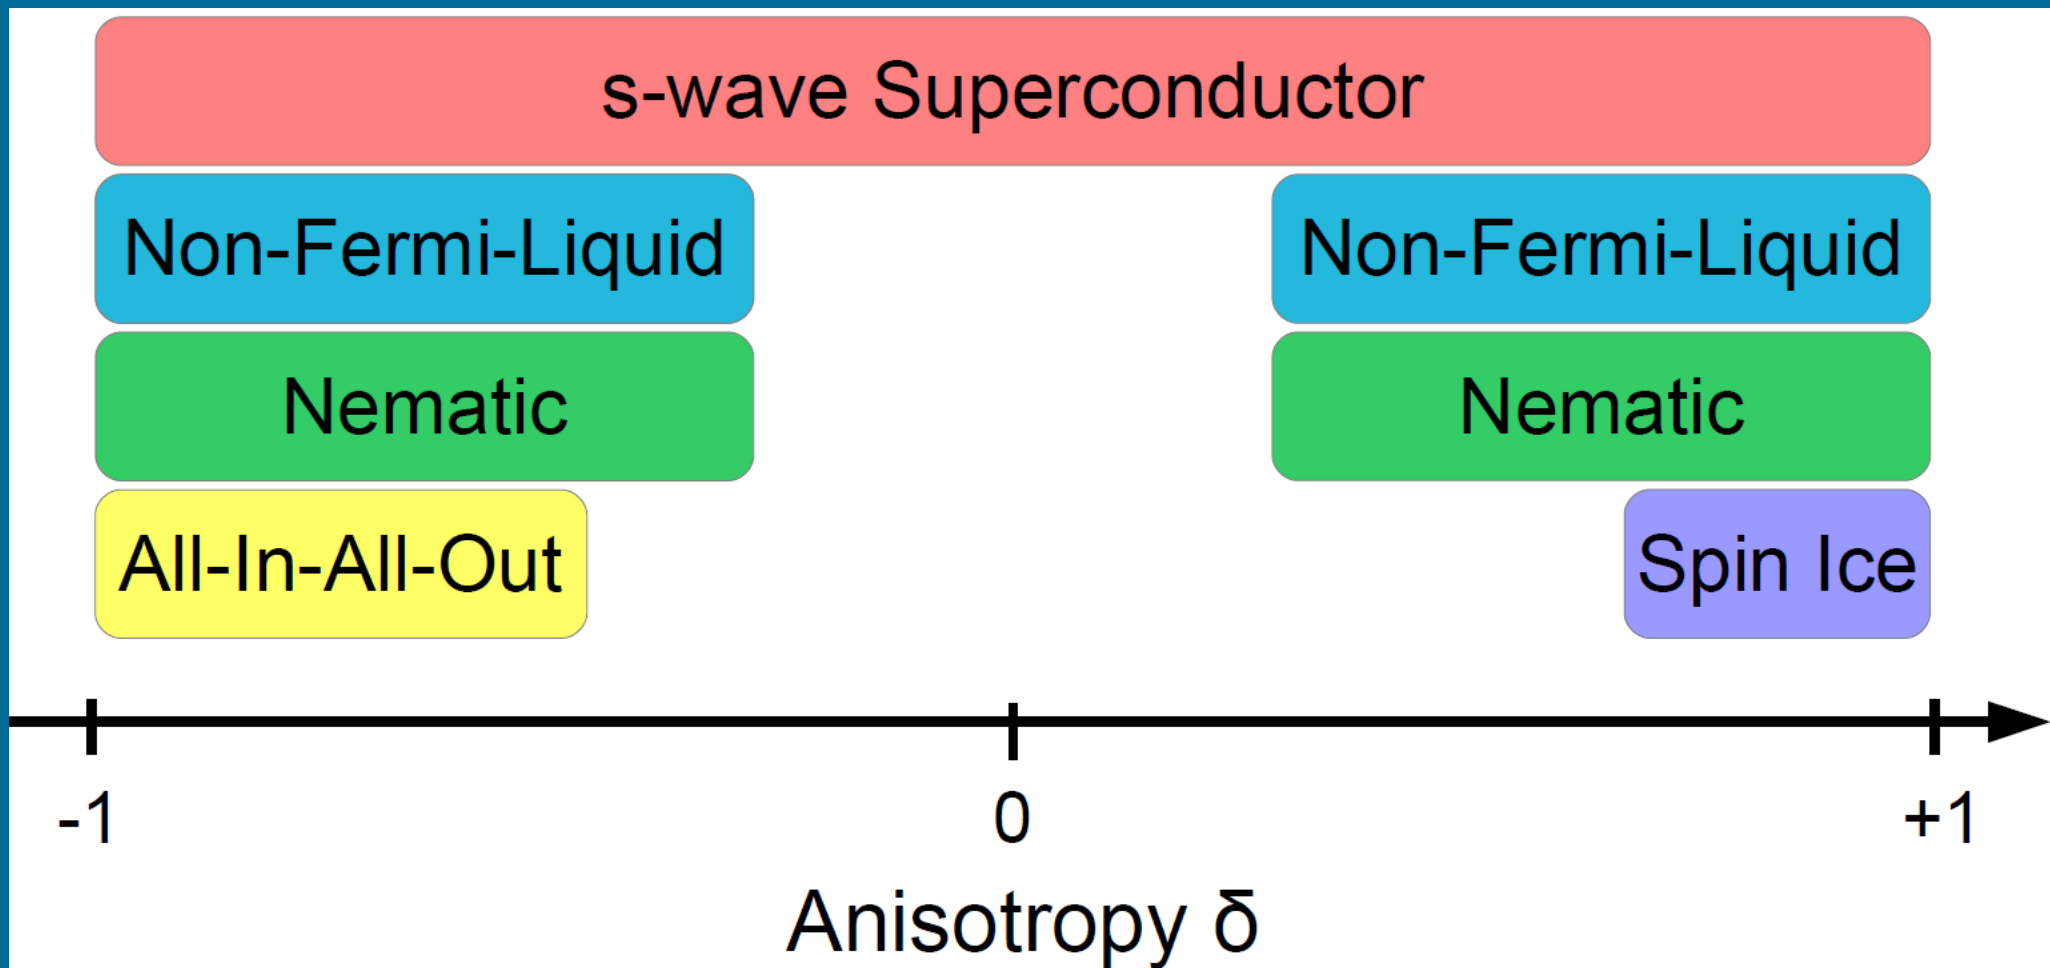 s-wave Superconductor
Non-Fermi-Liquid Non-Fermi-Liquid
Nematic Nematic
All-In-All-Out Spin Ice
-1 0 +1
Anisotropy δ